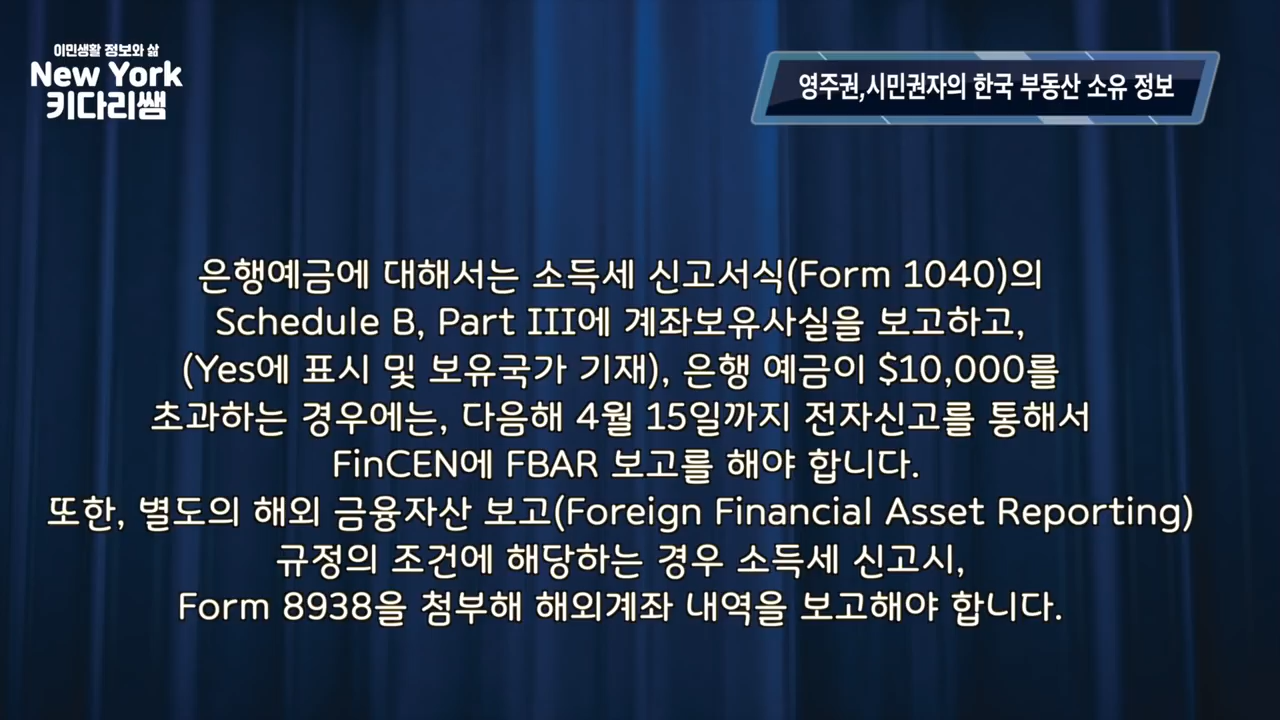 이민생활 정보와 삶
New York
키다리쌤
영주권,시민권자의 한국 부동산 소유 정보
은행예금에 대해서는 소득세 신고서식(Form 1040)의
Schedule B, Part III에 계좌보유사실을 보고하고,
(Yes에 표시 및 보유국가 기재), 은행 예금이 $10,000를
초과하는 경우에는, 다음해 4월 15일까지 전자신고를 통해서
FinCEN에 FBAR 보고를 해야 합니다.
또한, 별도의 해외 금융자산 보고(Foreign Financial Asset Reporting)
규정의 조건에 해당하는 경우 소득세 신고시,
Form 8938을 첨부해 해외계좌 내역을 보고해야 합니다.